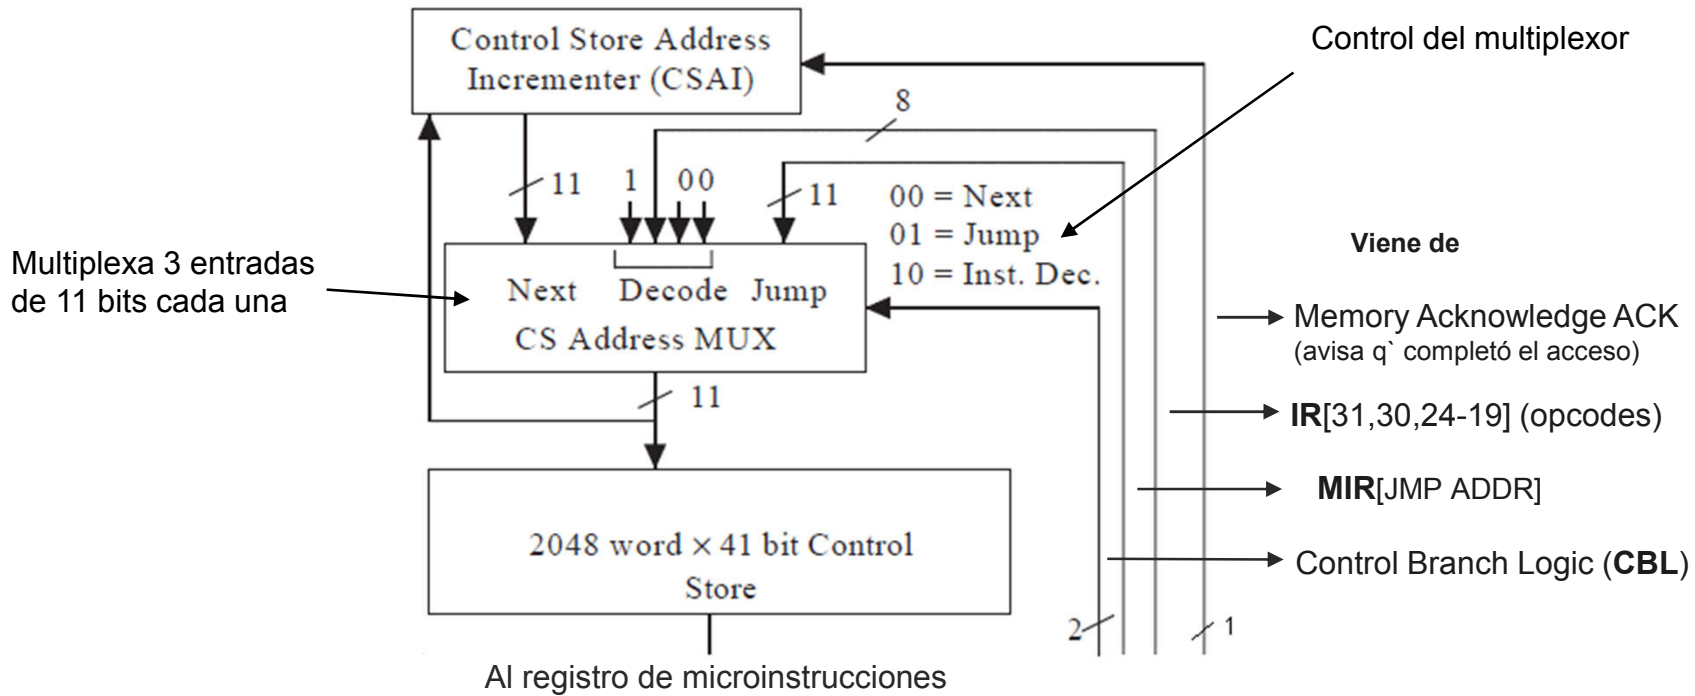 Control Store Address
Incrementer (CSAI)
Control del multiplexor
8
11
1
00
11
00 = Next
01 = Jump
10 = Inst. Dec.
Viene de
Multiplexa 3 entradas
de 11 bits cada una
Next Decode Jump
CS Address MUX
Memory Acknowledge ACK
(avisa q` completó el acceso)
11
IR[31,30,24-19] (opcodes)
MIR[JMP ADDR]
2048 word × 41 bit Control
Store
Control Branch Logic (CBL)
2
1
Al registro de microinstrucciones